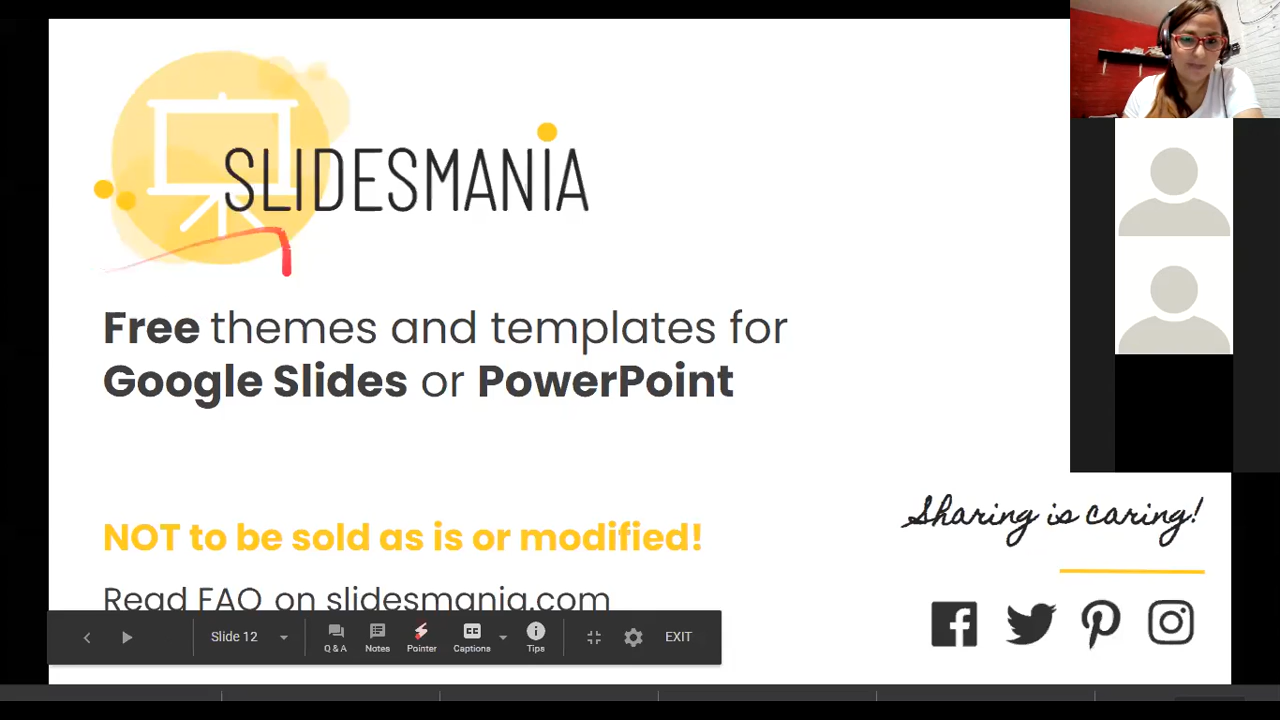 SLIDESMANIA
Free themes and templates for
Google Slides or PowerPoint
NOT to be sold as is or modified!
Sharing is caring!
Read FAQ on slidesmania.com
Slide 12
Q & A
Notes
Pointer
Captions
Tips
EXIT